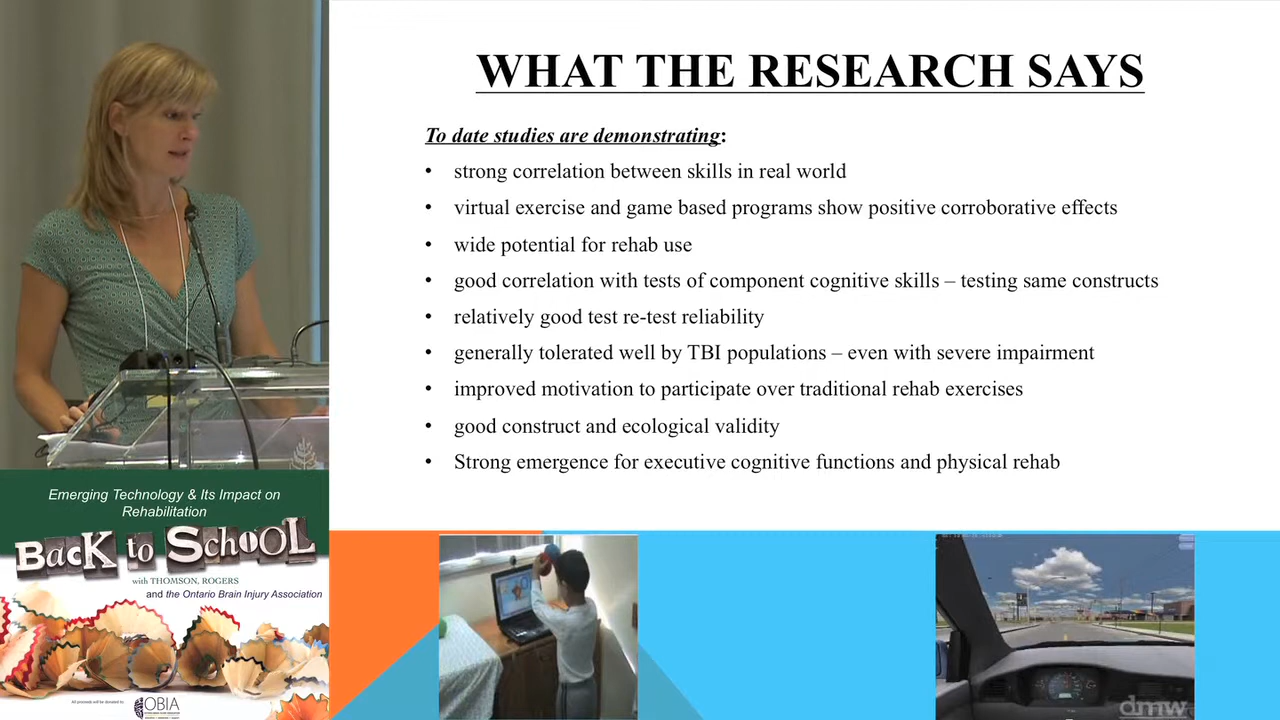 WHAT THE RESEARCH SAYS
To date studies are demonstrating:
• strong correlation between skills in real world
• virtual exercise and game based programs show positive corroborative effects
• wide potential for rehab use
• good correlation with tests of component cognitive skills – testing same constructs
• relatively good test re-test reliability
• generally tolerated well by TBI populations – even with severe impairment
• improved motivation to participate over traditional rehab exercises
• good construct and ecological validity
• Strong emergence for executive cognitive functions and physical rehab
Emerging Technology & Its Impact on
Rehabilitation
BacK to ScHoOL
with THOMSON, ROGERS
and the Ontario Brain Injury Association
All proceeds will be donated to
OBIA
dmw